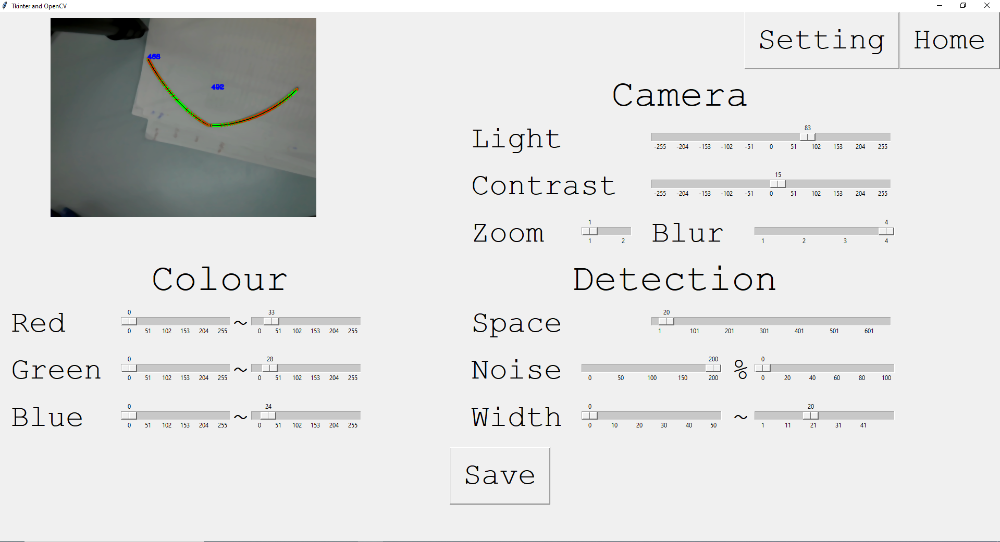 Tkinter and OpenCV
Setting Home
468
492
Camera
Light
83
-255 -204 -153 -102 -51 0 51 102 153 204 255
Contrast
15
-255 -204 -153 -102 -51 0 51 102 153 204 255
Zoom
1
1 2
Blur
4
1 2 3 4
Colour
Red
0
0 51 102 153 204 255
~
33
0 51 102 153 204 255
Green
0
0 51 102 153 204 255
~
28
0 51 102 153 204 255
Blue
0
0 51 102 153 204 255
~
24
0 51 102 153 204 255
Detection
Space
20
1 101 201 301 401 501 601
Noise
200
0 50 100 150 200
%
0
0 20 40 60 80 100
Width
0
0 10 20 30 40 50
~
20
1 11 21 31 41
Save